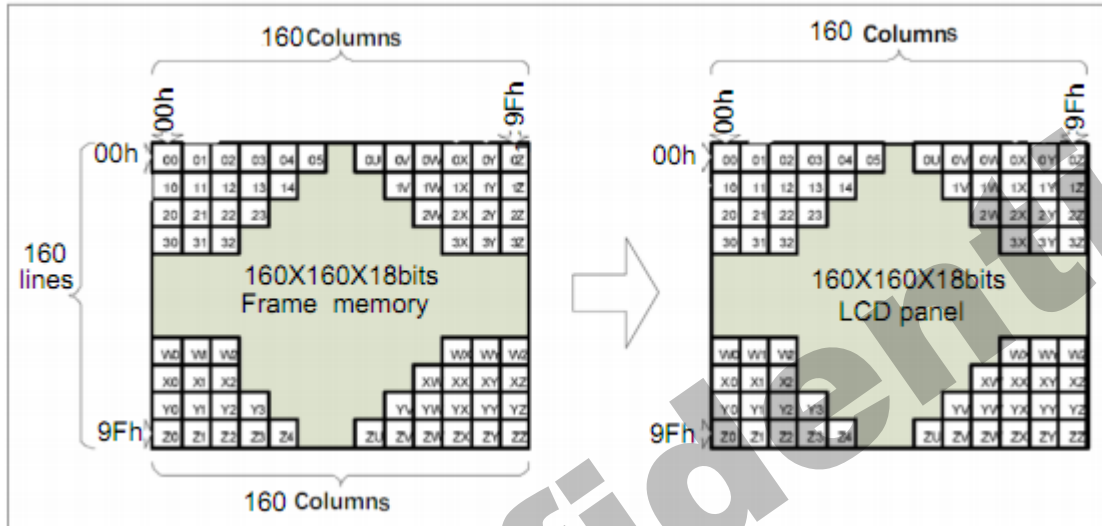 160 Columns
160 Columns
00h
9Fh
00h
9Fh
00h
00 01 02 03 04 05 0U 0V 0W 0X 0Y 0Z
00h
00 01 02 03 04 05 0U 0V 0W 0X 0Y 0Z
10 11 12 13 14 1V 1W 1X 1Y 1Z
10 11 12 13 14 1V 1W 1X 1Y 1Z
20 21 22 23 2W 2X 2Y 2Z
20 21 22 23 2W 2X 2Y 2Z
30 31 32 3X 3Y 3Z
30 31 32 3X 3Y 3Z
160
lines
160X160X18bits
Frame memory
160X160X18bits
LCD panel
W0 W1 W2 WX WY WZ
W0 W1 W2 WX WY WZ
X0 X1 X2 XW XX XY XZ
X0 X1 X2 XW XX XY XZ
Y0 Y1 Y2 Y3 YV YW YX YY YZ
Y0 Y1 Y2 Y3 YV YW YX YY YZ
9Fh
Z0 Z1 Z2 Z3 Z4 ZU ZV ZW ZX ZY ZZ
9Fh
Z0 Z1 Z2 Z3 Z4 ZU ZV ZW ZX ZY ZZ
160 Columns
fidenti